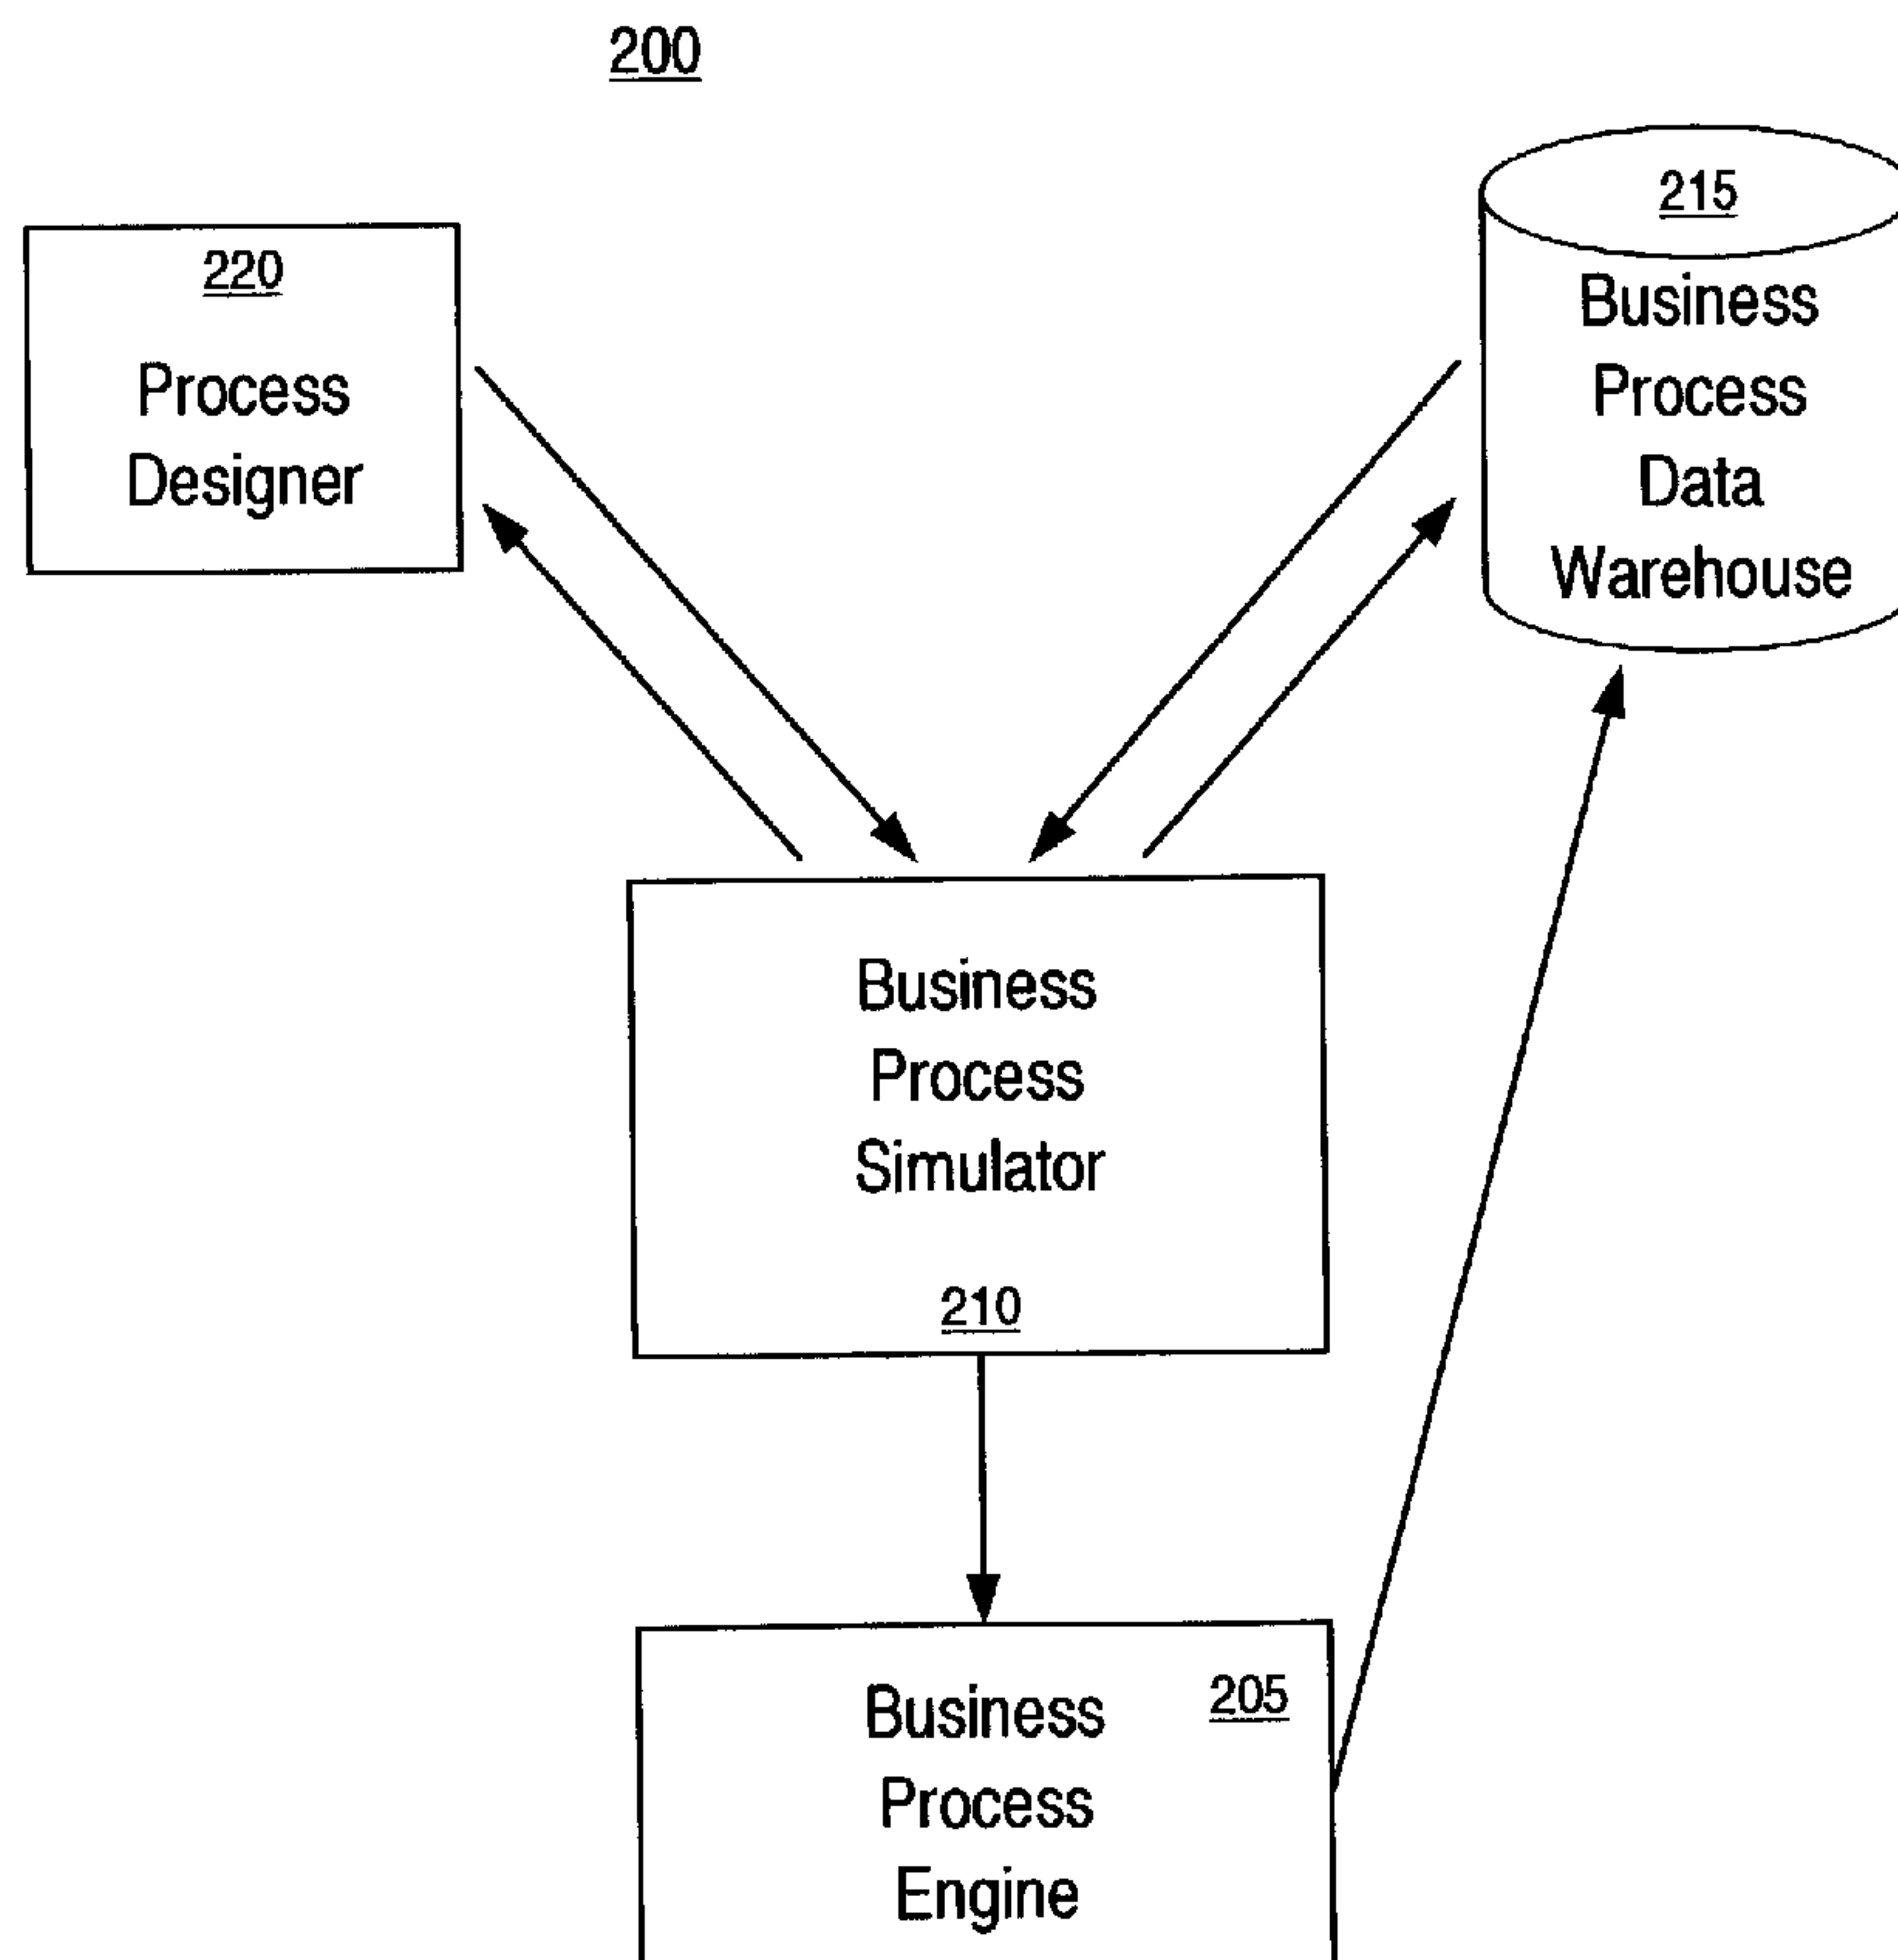 200
220
Process
Designer
215
Business
Process
Data
Warehouse
Business
Process
Simulator
210
Business
Process
Engine
205